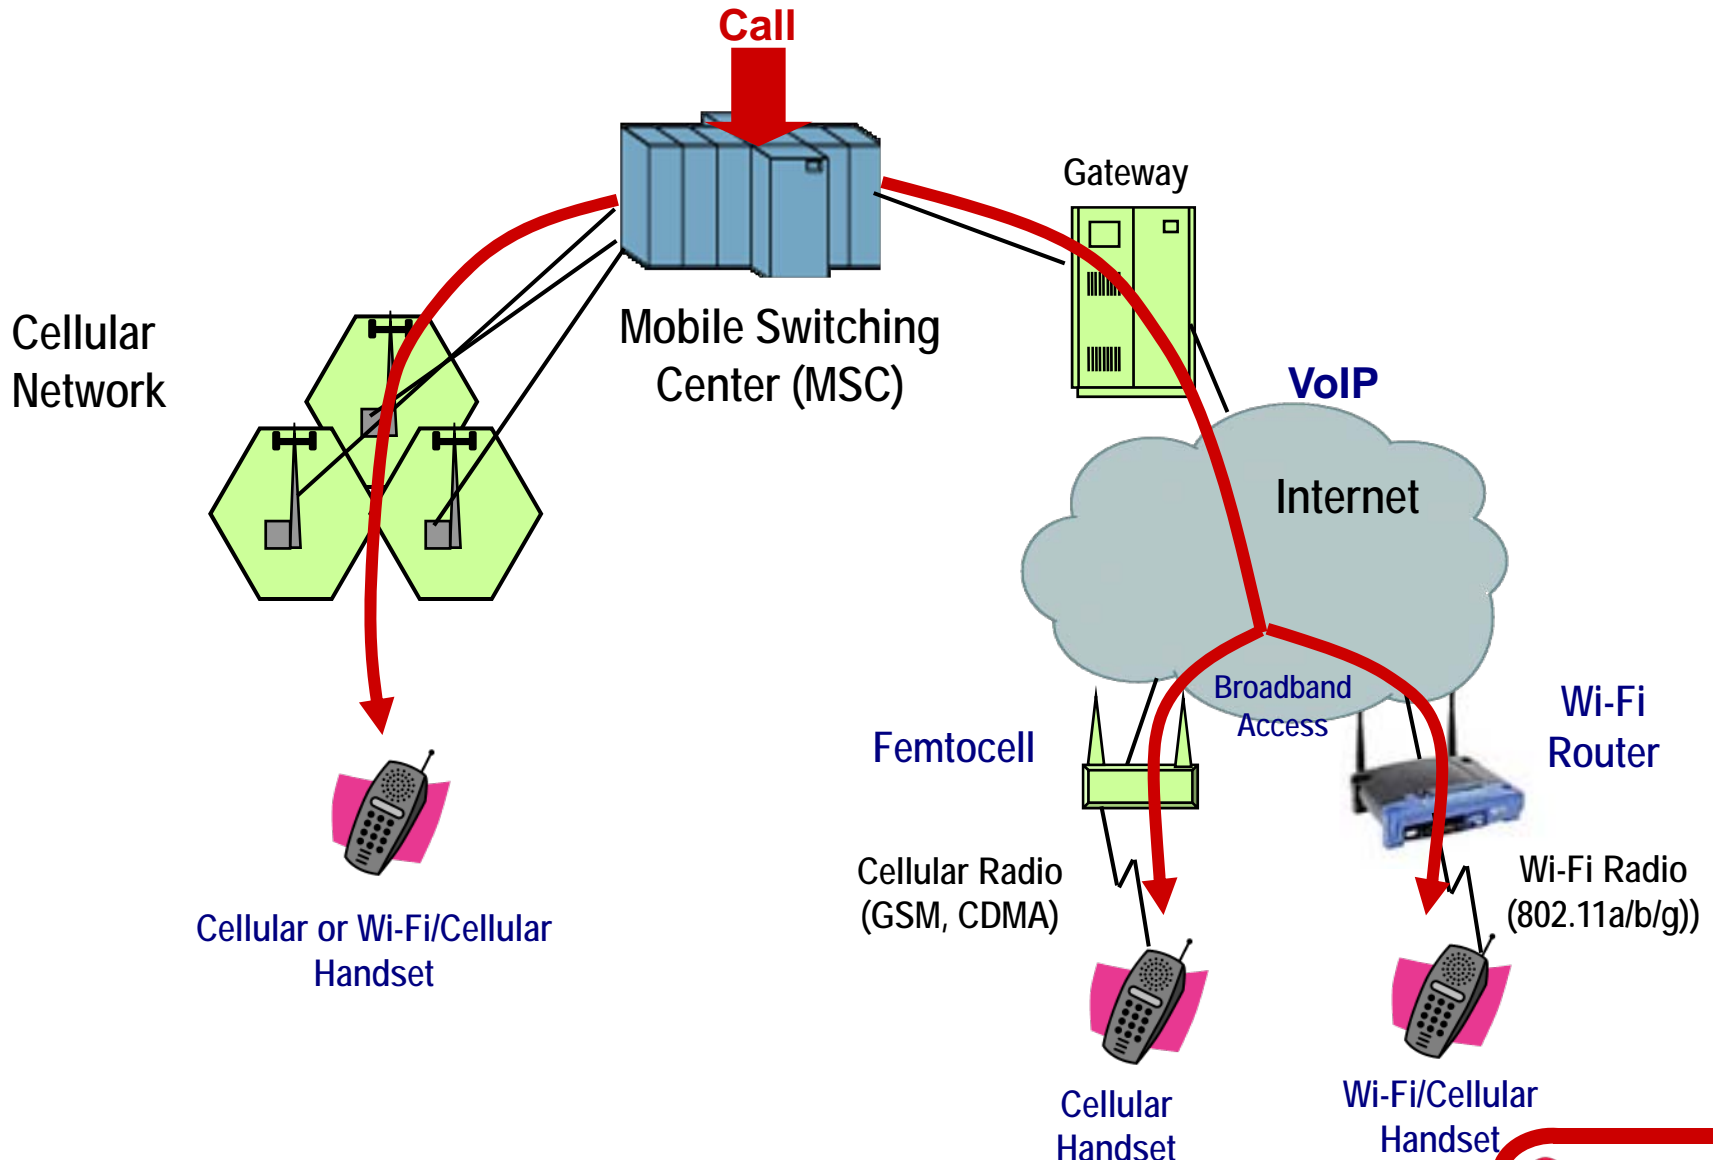 Call
Gateway
Mobile Switching
Center (MSC)
Cellular
Network
VoIP
Internet
Broadband
Access
Femtocell
Wi-Fi
Router
Cellular Radio
(GSM, CDMA)
Wi-Fi Radio
(802.11a/b/g))
Cellular or Wi-Fi/Cellular
Handset
Cellular
Handset
Wi-Fi/Cellular
Handset